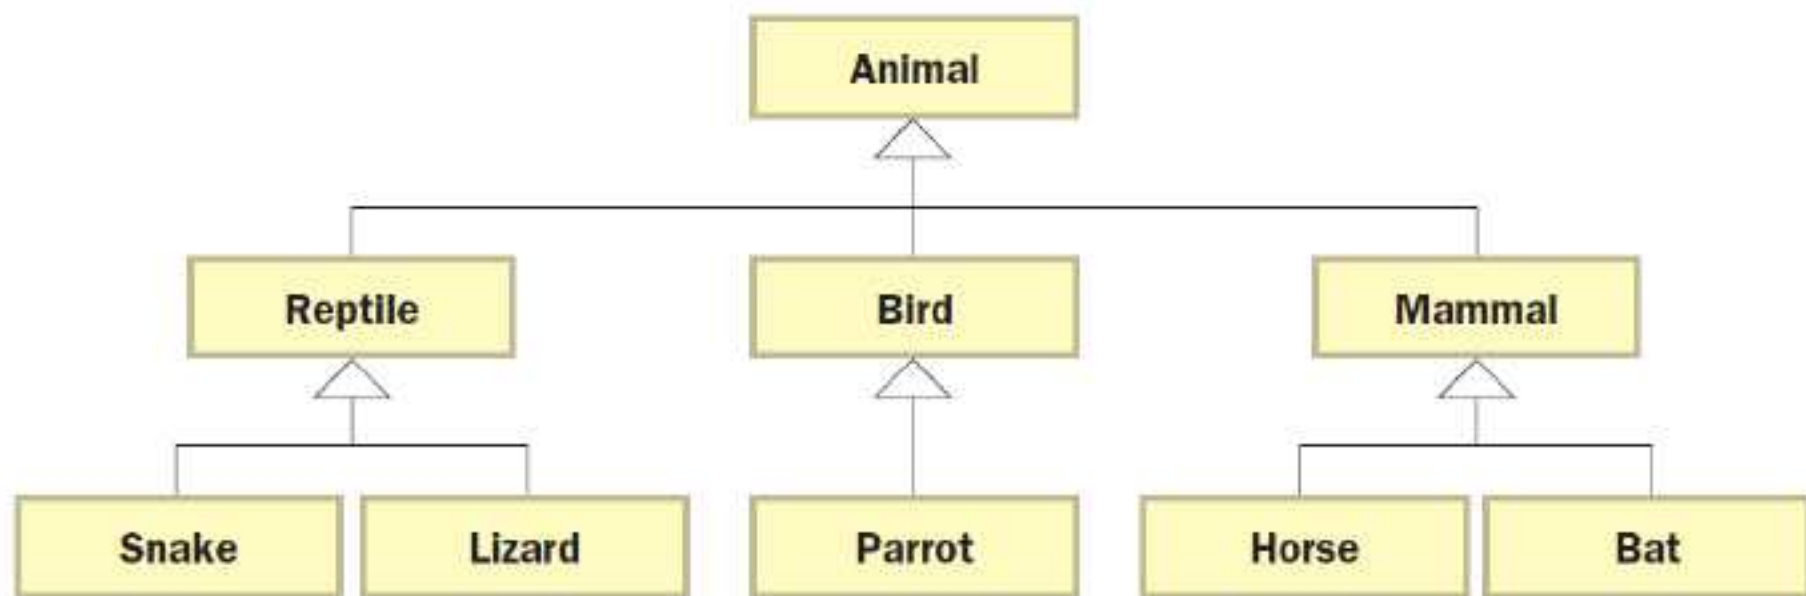 Animal
Reptile
Bird
Mammal
Snake
Lizard
Parrot
Horse
Bat